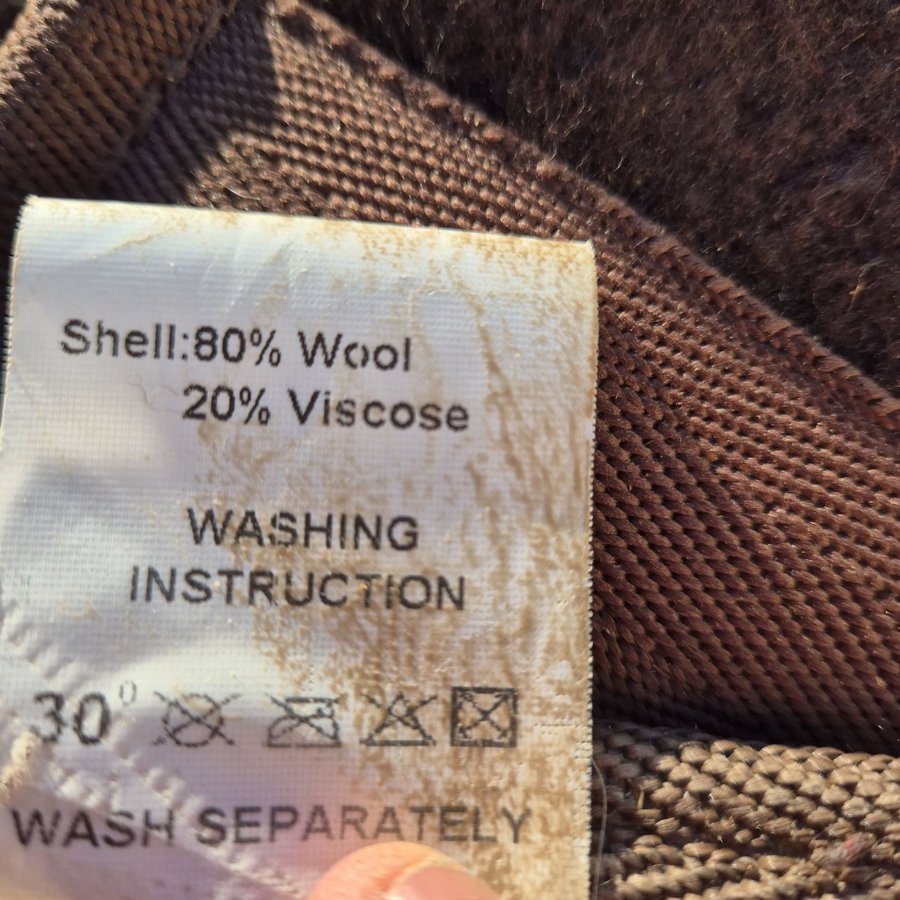 Shell:80% Wool
20% Viscose
WASHING
INSTRUCTION
30°
WASH SEPARATELY